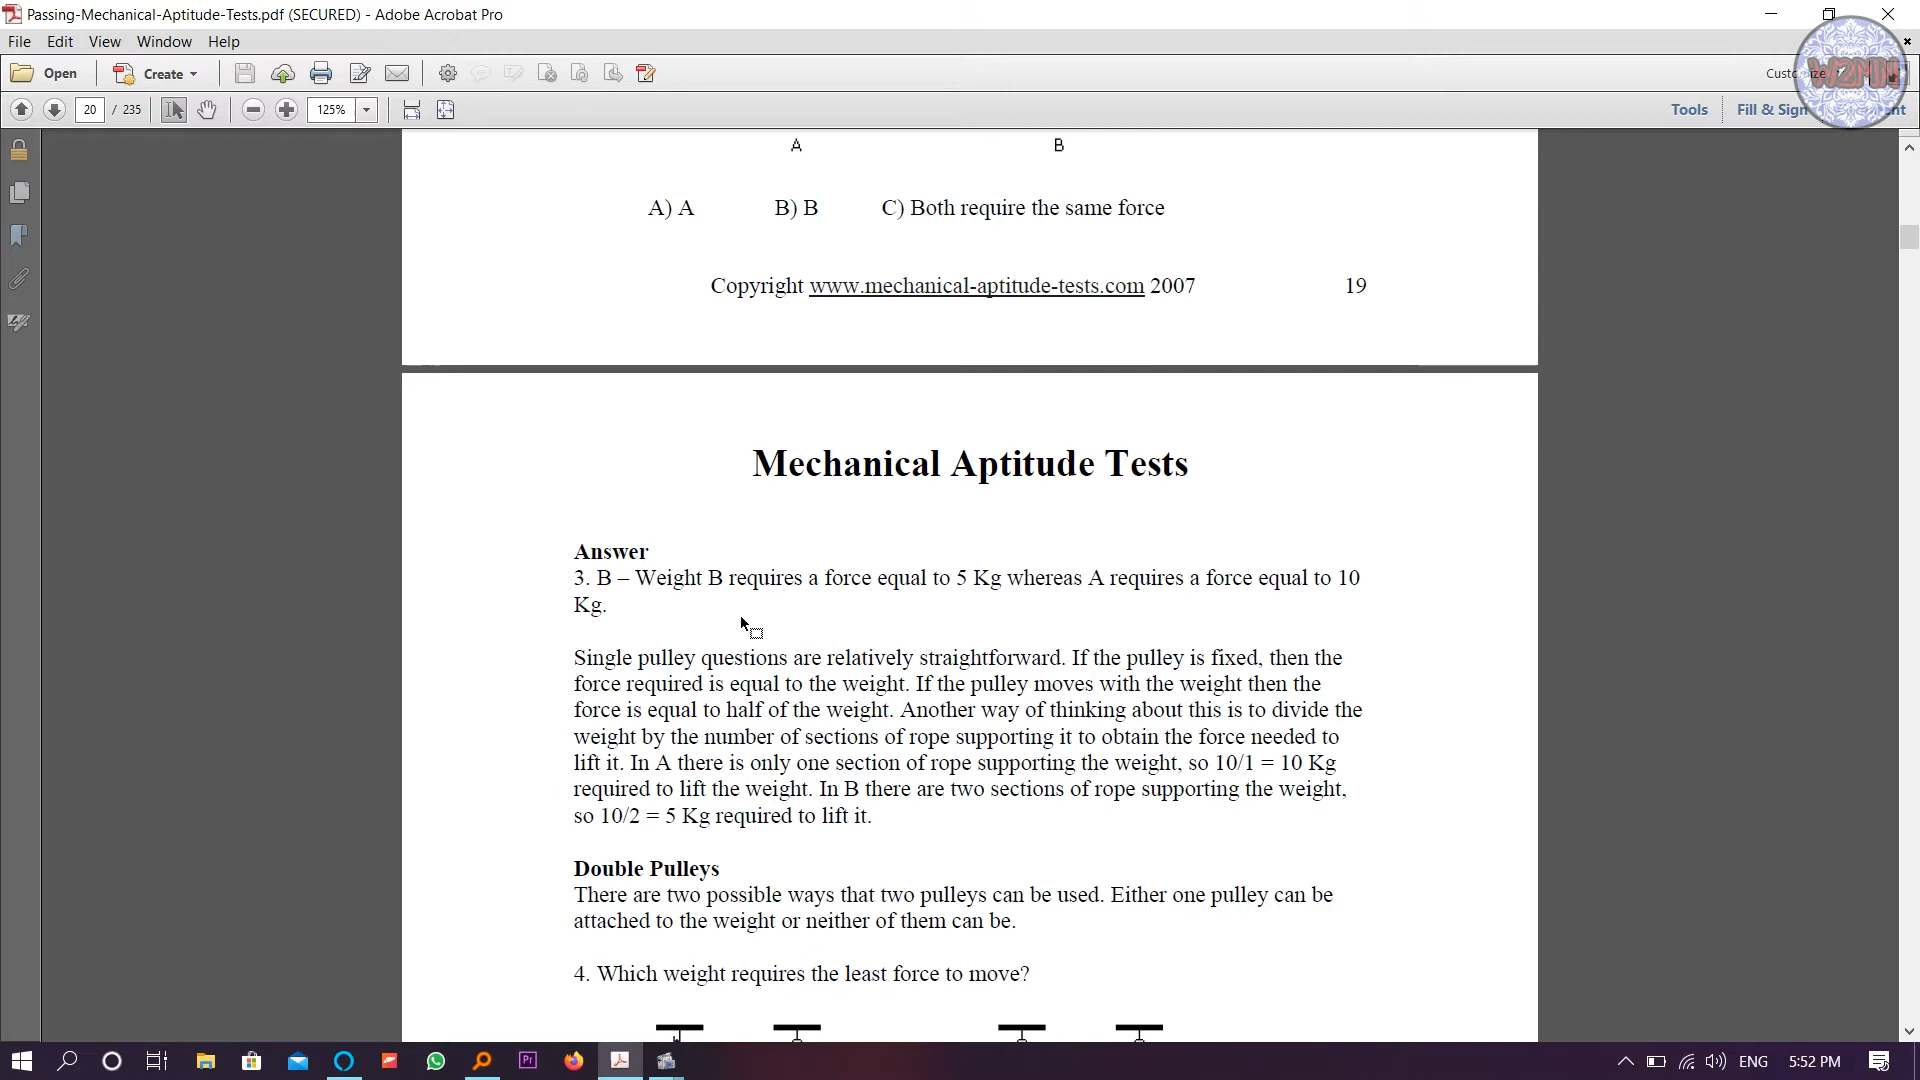 Passing-Mechanical-Aptitude-Tests.pdf (SECURED) - Adobe Acrobat Pro
File Edit View Window Help
Open Create
20 / 235 125% Tools Fill & Sign
W2MN
A B
A) A B) B C) Both require the same force
Copyright www.mechanical-aptitude-tests.com 2007 19
Mechanical Aptitude Tests
Answer
3. B – Weight B requires a force equal to 5 Kg whereas A requires a force equal to 10
Kg.
Single pulley questions are relatively straightforward. If the pulley is fixed, then the
force required is equal to the weight. If the pulley moves with the weight then the
force is equal to half of the weight. Another way of thinking about this is to divide the
weight by the number of sections of rope supporting it to obtain the force needed to
lift it. In A there is only one section of rope supporting the weight, so 10/1 = 10 Kg
required to lift the weight. In B there are two sections of rope supporting the weight,
so 10/2 = 5 Kg required to lift it.
Double Pulleys
There are two possible ways that two pulleys can be used. Either one pulley can be
attached to the weight or neither of them can be.
4. Which weight requires the least force to move?
Pr
ENG 5:52 PM